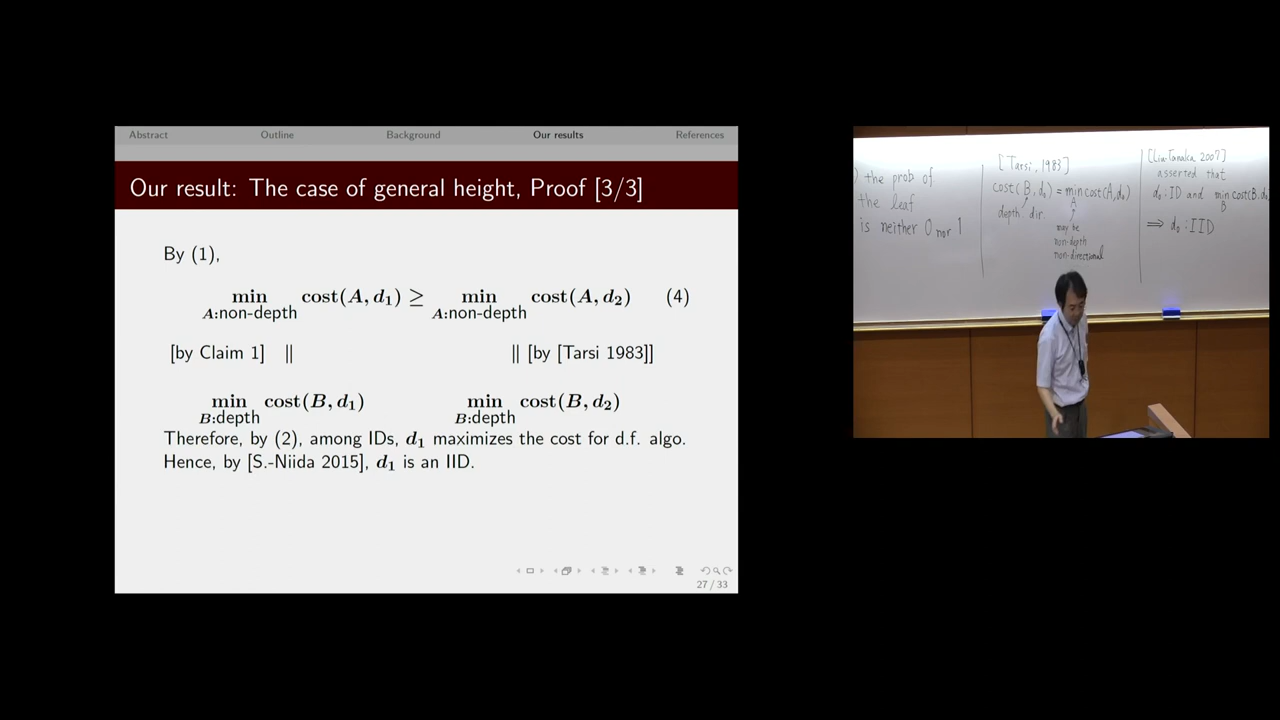 Abstract Outline Background Our results References
Our result: The case of general height, Proof [3/3]
By (1),
min cost(A, d₁) ≥ min cost(A, d₂) (4)
A:non-depth A:non-depth
[by Claim 1] || || [by [Tarsi 1983]]
min cost(B, d₁) min cost(B, d₂)
B:depth B:depth
Therefore, by (2), among IDs, d₁ maximizes the cost for d.f. algo.
Hence, by [S.-Niida 2015], d₁ is an IID.
27 / 33
) the prob of
the leaf
is neither 0 nor 1
[Tarsi, 1983]
cost(B, d₀) = min cost(A, d₀)
A
depth. dir.
may be
non-depth
non-directional
[Liu-Tanaka 2007]
asserted that
d₀: ID and min cost(B, d₀
B
⟹ d₀: IID